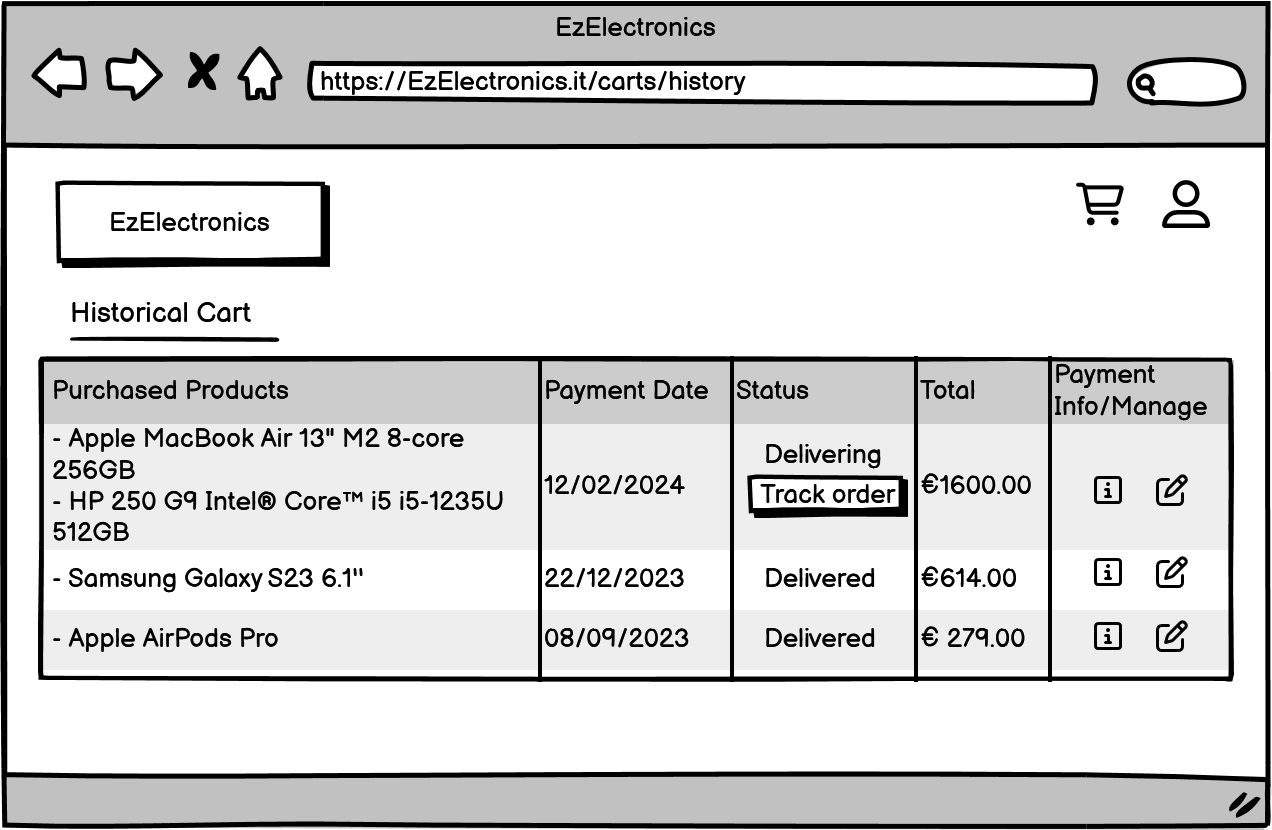 EzElectronics
https://EzElectronics.it/carts/history
EzElectronics
Historical Cart
Purchased Products
Payment Date
Status
Total
Payment
Info/Manage
- Apple MacBook Air 13" M2 8-core
256GB
- HP 250 G9 Intel® Core™ i5 i5-1235U
512GB
12/02/2024
Delivering
Track order
€1600.00
- Samsung Galaxy S23 6.1''
22/12/2023
Delivered
€614.00
- Apple AirPods Pro
08/09/2023
Delivered
€ 279.00